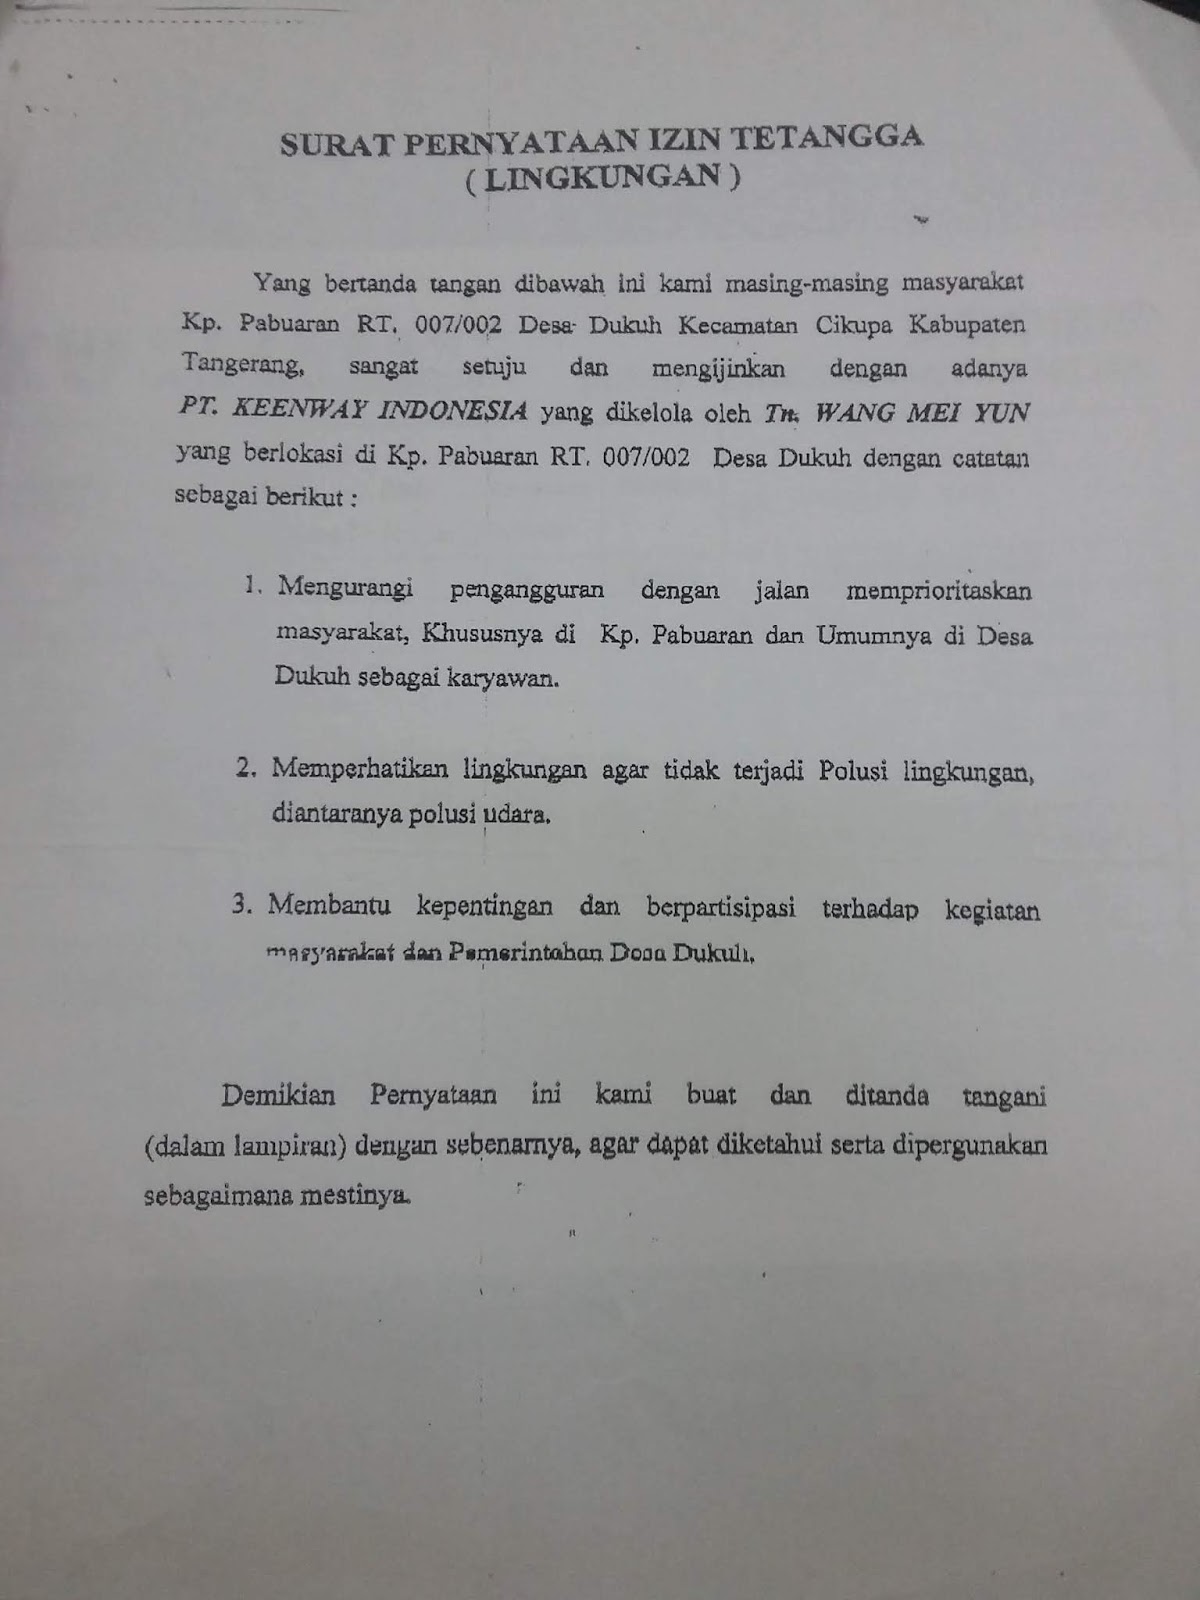 SURAT PERNYATAAN IZIN TETANGGA
( LINGKUNGAN )
Yang bertanda tangan dibawah ini kami masing-masing masyarakat
Kp. Pabuaran RT. 007/002 Desa Dukuh Kecamatan Cikupa Kabupaten
Tangerang, sangat setuju dan mengijinkan dengan adanya
PT. KEENWAY INDONESIA yang dikelola oleh Tn. WANG MEI YUN
yang berlokasi di Kp. Pabuaran RT. 007/002 Desa Dukuh dengan catatan
sebagai berikut :
1. Mengurangi pengangguran dengan jalan memprioritaskan
masyarakat, Khususnya di Kp. Pabuaran dan Umumnya di Desa
Dukuh sebagai karyawan.
2. Memperhatikan lingkungan agar tidak terjadi Polusi lingkungan,
diantaranya polusi udara.
3. Membantu kepentingan dan berpartisipasi terhadap kegiatan
masyarakat dan Pemerintahan Desa Dukuh.
Demikian Pernyataan ini kami buat dan ditanda tangani
(dalam lampiran) dengan sebenarnya, agar dapat diketahui serta dipergunakan
sebagaimana mestinya.